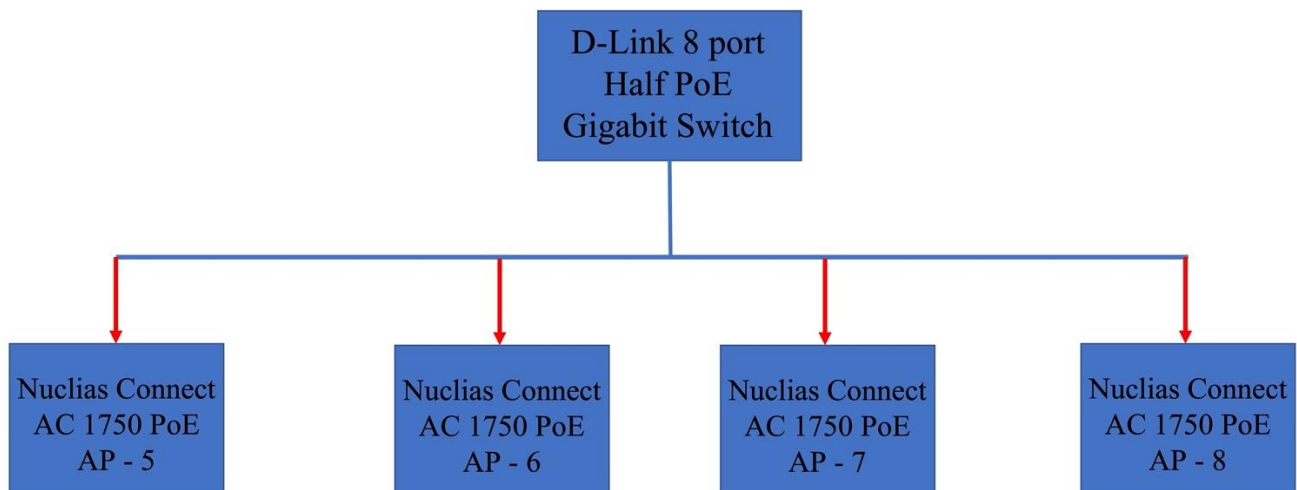 D-Link 8 port
Half PoE
Gigabit Switch
Nuclias Connect
AC 1750 PoE
AP - 5
Nuclias Connect
AC 1750 PoE
AP - 6
Nuclias Connect
AC 1750 PoE
AP - 7
Nuclias Connect
AC 1750 PoE
AP - 8